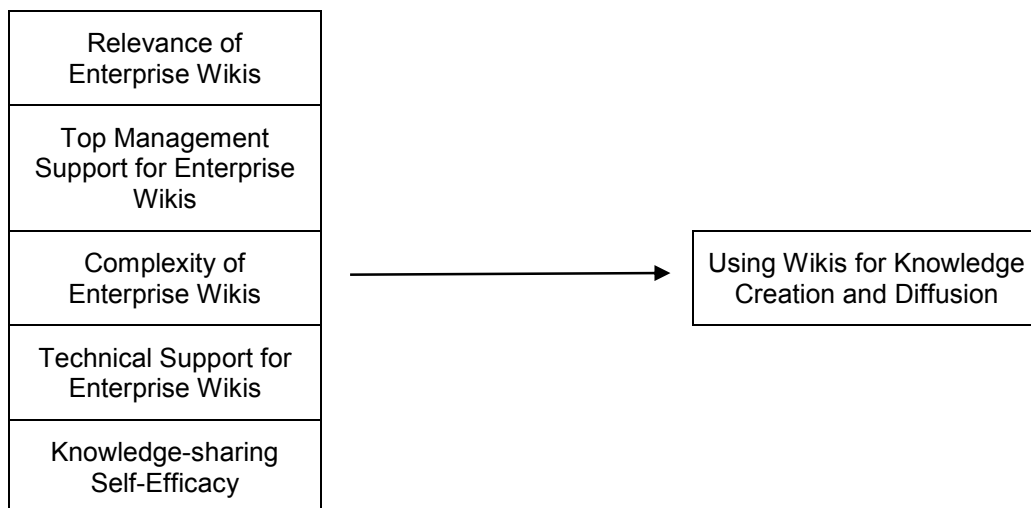 Relevance of
Enterprise Wikis
Top Management
Support for Enterprise
Wikis
Complexity of
Enterprise Wikis
Using Wikis for Knowledge
Creation and Diffusion
Technical Support for
Enterprise Wikis
Knowledge-sharing
Self-Efficacy